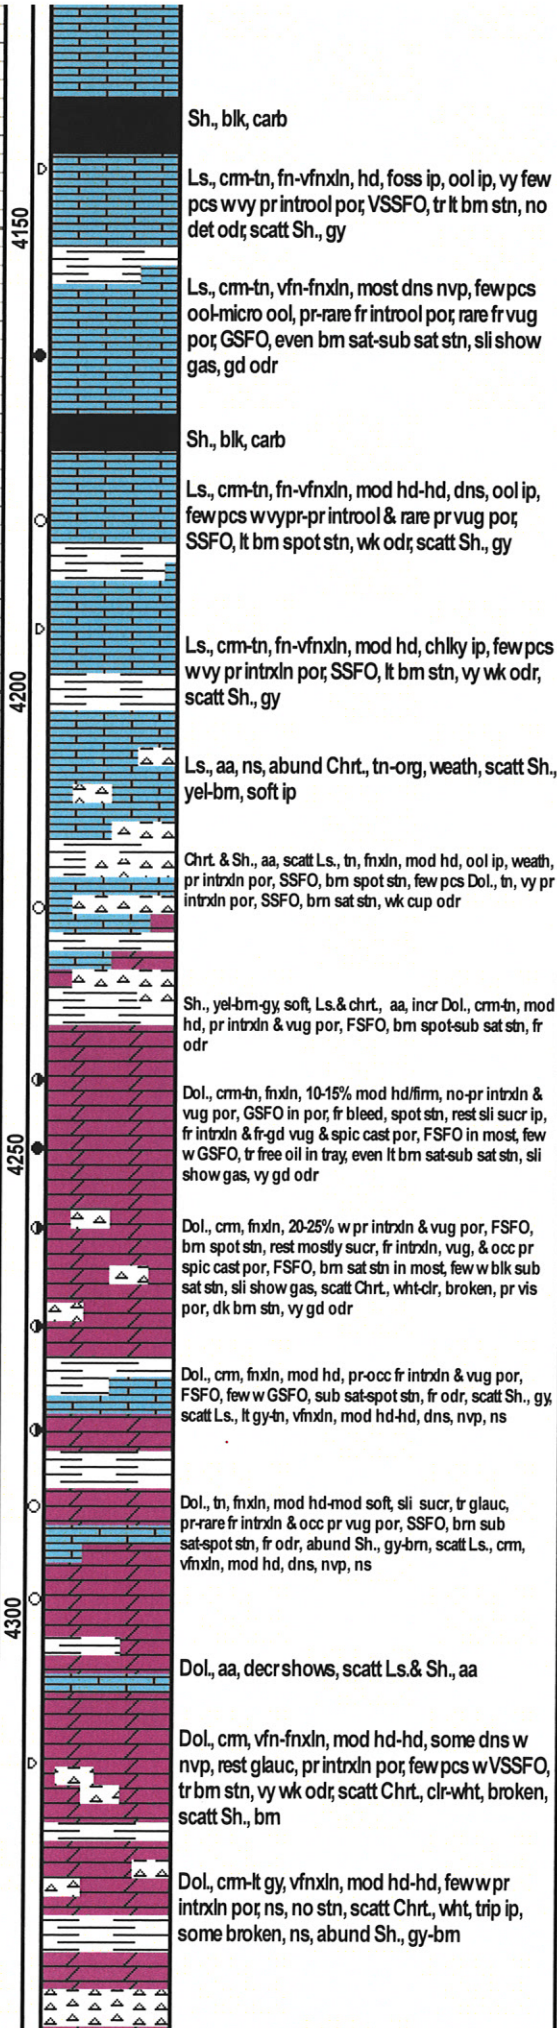 Sh., blk, carb
4150
Ls., crm-tn, fn-vfnxln, hd, foss ip, ool ip, vy few
pcs w vy pr introol por, VSSFO, tr lt brn stn, no
det odr, scatt Sh., gy
Ls., crm-tn, vfn-fnxln, most dns nvp, few pcs
ool-micro ool, pr-rare fr introol por, rare fr vug
por, GSFO, even brn sat-sub sat stn, sli show
gas, gd odr
Sh., blk, carb
Ls., crm-tn, fn-vfnxln, mod hd-hd, dns, ool ip,
few pcs w vy pr-pr introol & rare pr vug por,
SSFO, lt brn spot stn, wk odr, scatt Sh., gy
Ls., crm-tn, fn-vfnxln, mod hd, chlky ip, few pcs
w vy pr intrxln por, SSFO, lt brn stn, vy wk odr,
scatt Sh., gy
4200
Ls., aa, ns, abund Chrt., tn-org, weath, scatt Sh.,
yel-brn, soft ip
Chrt. & Sh., aa, scatt Ls., tn, fnxln, mod hd, ool ip, weath,
pr intrxln por, SSFO, brn spot stn, few pcs Dol., tn, vy pr
intrxln por, SSFO, brn sat stn, wk cup odr
Sh., yel-brn-gy, soft, Ls.& chrt., aa, incr Dol., crm-tn, mod
hd, pr intrxln & vug por, FSFO, brn spot-sub sat stn, fr
odr
Dol., crm-tn, fnxln, 10-15% mod hd/firm, no-pr intrxln &
vug por, GSFO in por, fr bleed, spot stn, rest sli sucr ip,
fr intrxln & fr-gd vug & spic cast por, FSFO in most, few
w GSFO, tr free oil in tray, even lt brn sat-sub sat stn, sli
show gas, vy gd odr
4250
Dol., crm, fnxln, 20-25% w pr intrxln & vug por, FSFO,
brn spot stn, rest mostly sucr, fr intrxln, vug, & occ pr
spic cast por, FSFO, brn sat stn in most, few w blk sub
sat stn, sli show gas, scatt Chrt., wht-clr, broken, pr vis
por, dk brn stn, vy gd odr
Dol., crm, fnxln, mod hd, pr-occ fr intrxln & vug por,
FSFO, few w GSFO, sub sat-spot stn, fr odr, scatt Sh., gy,
scatt Ls., lt gy-tn, vfnxln, mod hd-hd, dns, nvp, ns
Dol., tn, fnxln, mod hd-mod soft, sli sucr, tr glauc,
pr-rare fr intrxln & occ pr vug por, SSFO, brn sub
sat-spot stn, fr odr, abund Sh., gy-brn, scatt Ls., crm,
vfnxln, mod hd, dns, nvp, ns
4300
Dol., aa, decr shows, scatt Ls.& Sh., aa
Dol., crm, vfn-fnxln, mod hd-hd, some dns w
nvp, rest glauc, pr intrxln por, few pcs w VSSFO,
tr brn stn, vy wk odr, scatt Chrt., clr-wht, broken,
scatt Sh., brn
Dol., crm-lt gy, vfnxln, mod hd-hd, few w pr
intrxln por, ns, no stn, scatt Chrt., wht, trip ip,
some broken, ns, abund Sh., gy-brn